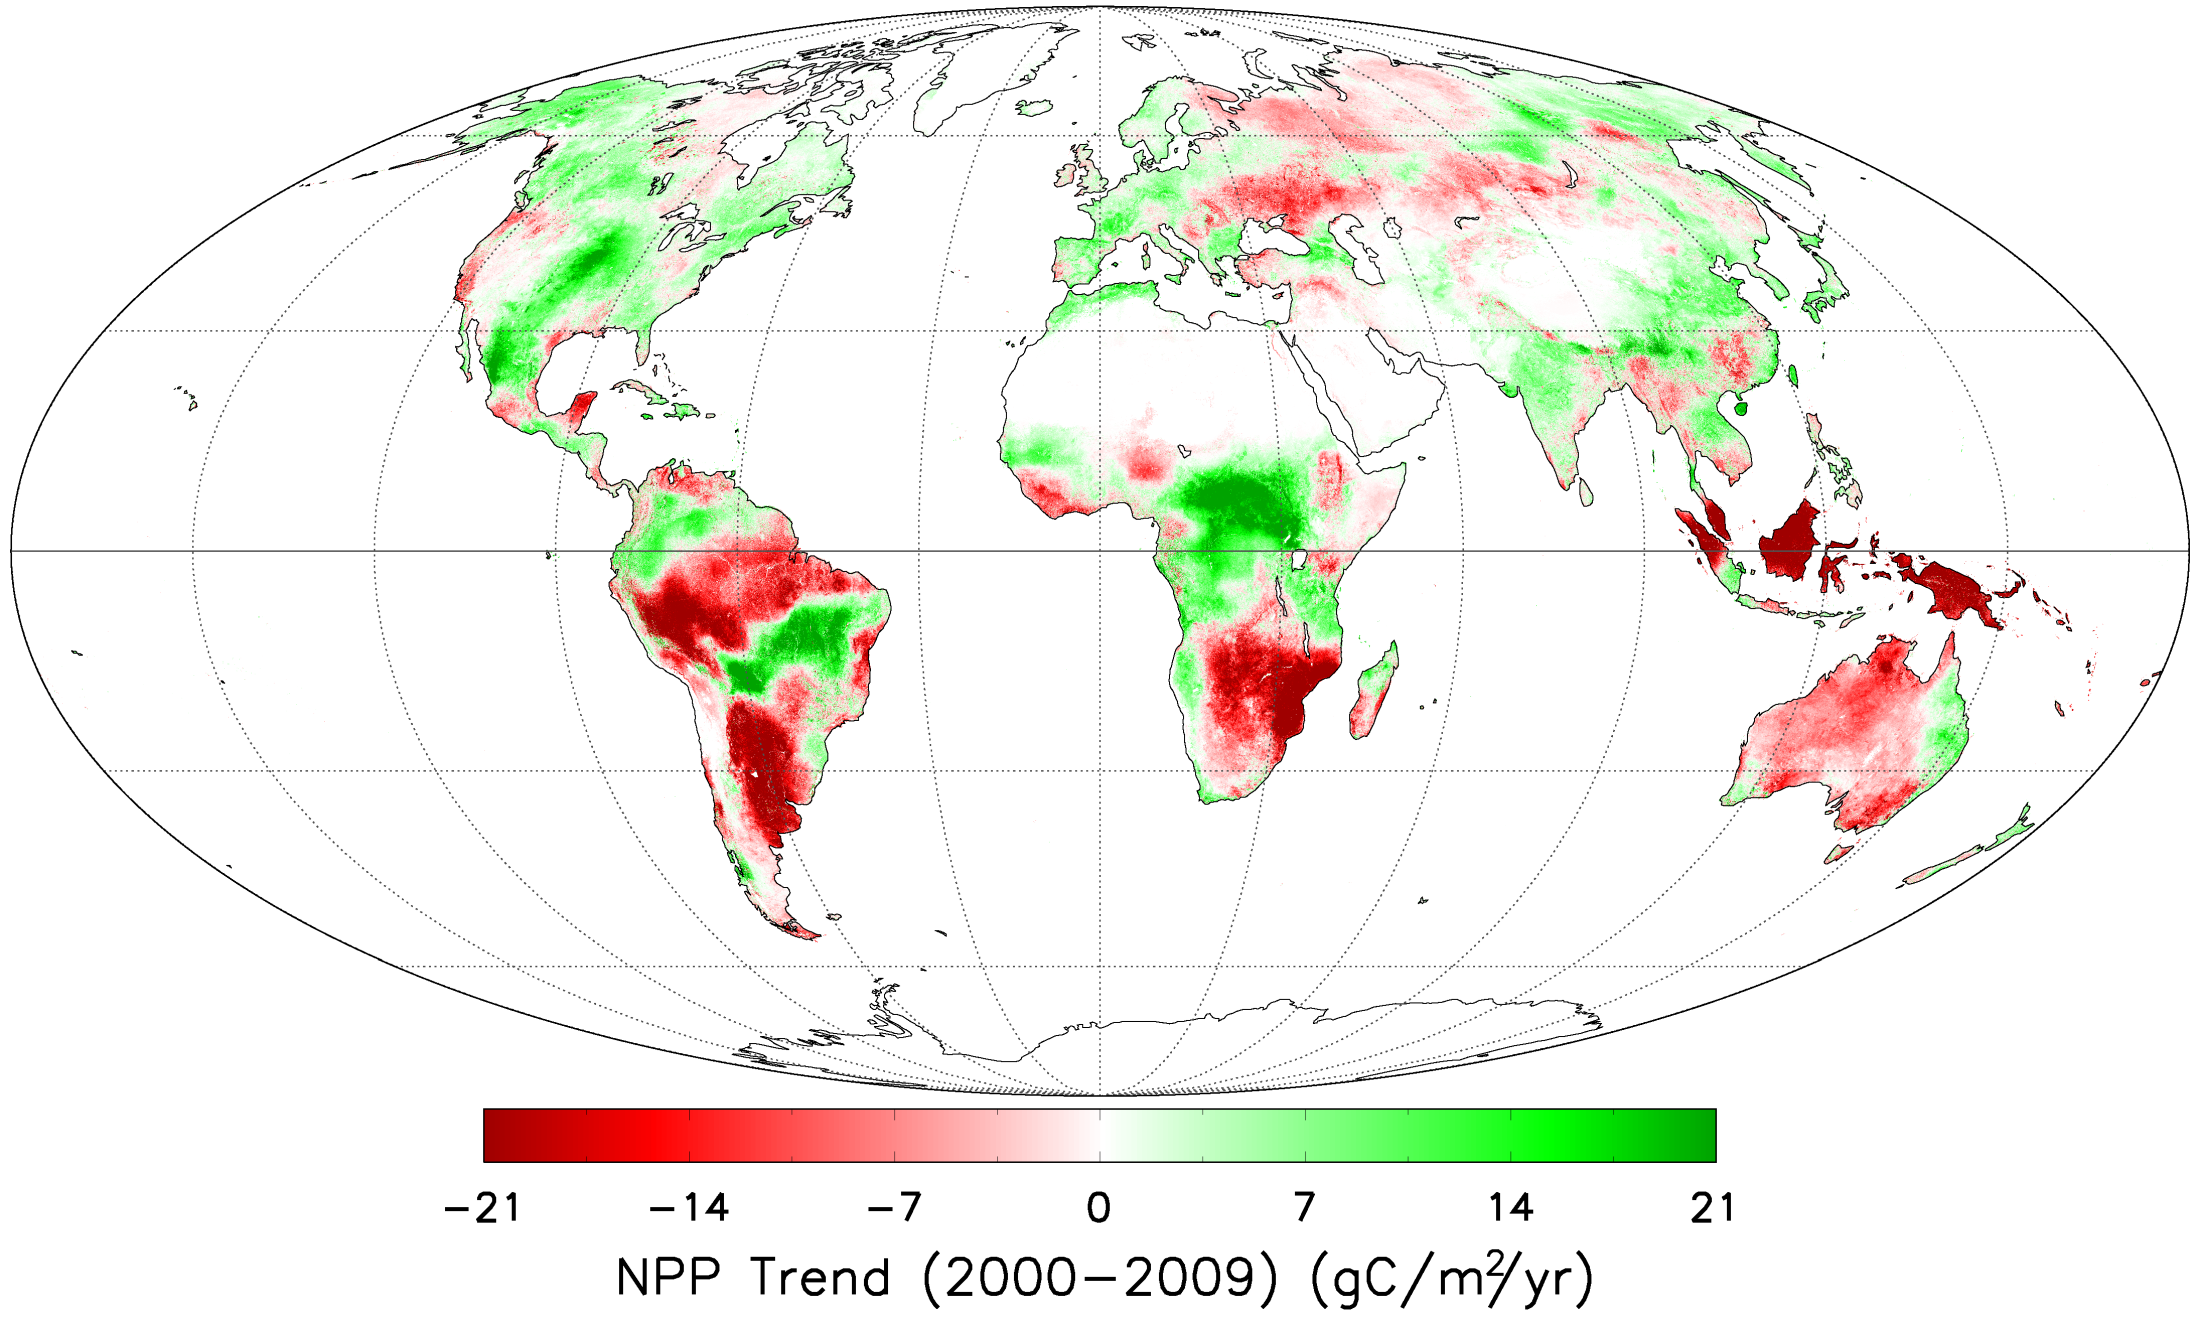 −21 −14 −7 0 7 14 21
NPP Trend (2000−2009) (gC/m²/yr)